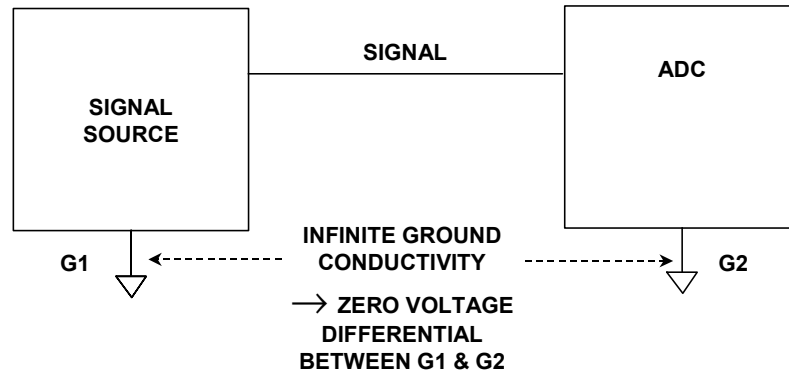 SIGNAL
ADC
SIGNAL
SOURCE
G1
INFINITE GROUND
CONDUCTIVITY
G2
→ ZERO VOLTAGE
DIFFERENTIAL
BETWEEN G1 & G2